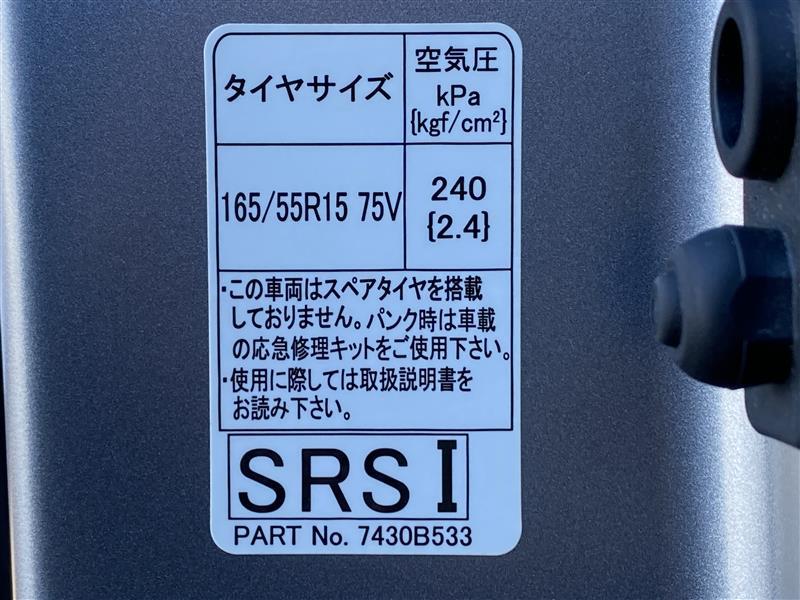 タイヤサイズ
空気圧
kPa
{kgf/cm²}
165/55R15 75V
240
{2.4}
・この車両はスペアタイヤを搭載
しておりません。パンク時は車載
の応急修理キットをご使用下さい。
・使用に際しては取扱説明書を
お読み下さい。
SRS I
PART No. 7430B533